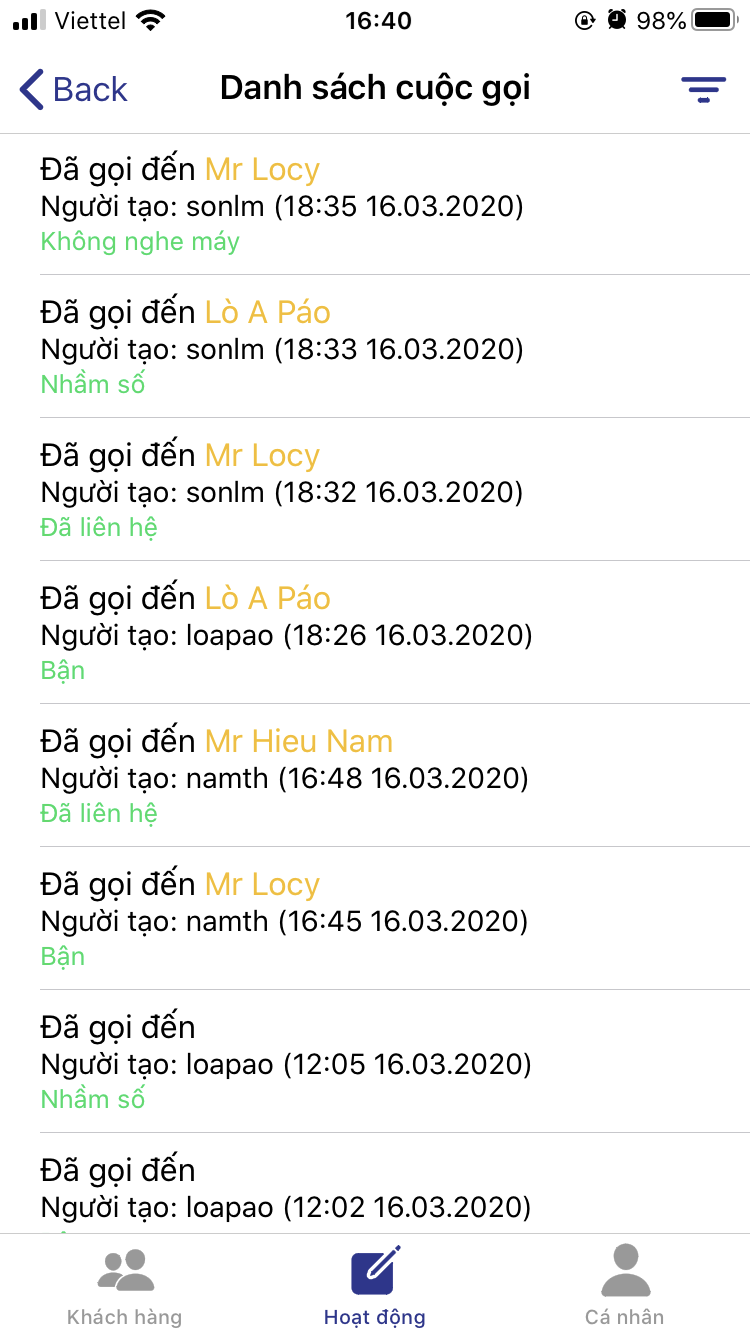 Viettel 16:40 98%
Back Danh sách cuộc gọi
Đã gọi đến Mr Locy
Người tạo: sonlm (18:35 16.03.2020)
Không nghe máy
Đã gọi đến Lò A Páo
Người tạo: sonlm (18:33 16.03.2020)
Nhầm số
Đã gọi đến Mr Locy
Người tạo: sonlm (18:32 16.03.2020)
Đã liên hệ
Đã gọi đến Lò A Páo
Người tạo: loapao (18:26 16.03.2020)
Bận
Đã gọi đến Mr Hieu Nam
Người tạo: namth (16:48 16.03.2020)
Đã liên hệ
Đã gọi đến Mr Locy
Người tạo: namth (16:45 16.03.2020)
Bận
Đã gọi đến
Người tạo: loapao (12:05 16.03.2020)
Nhầm số
Đã gọi đến
Người tạo: loapao (12:02 16.03.2020)
Khách hàng Hoạt động Cá nhân